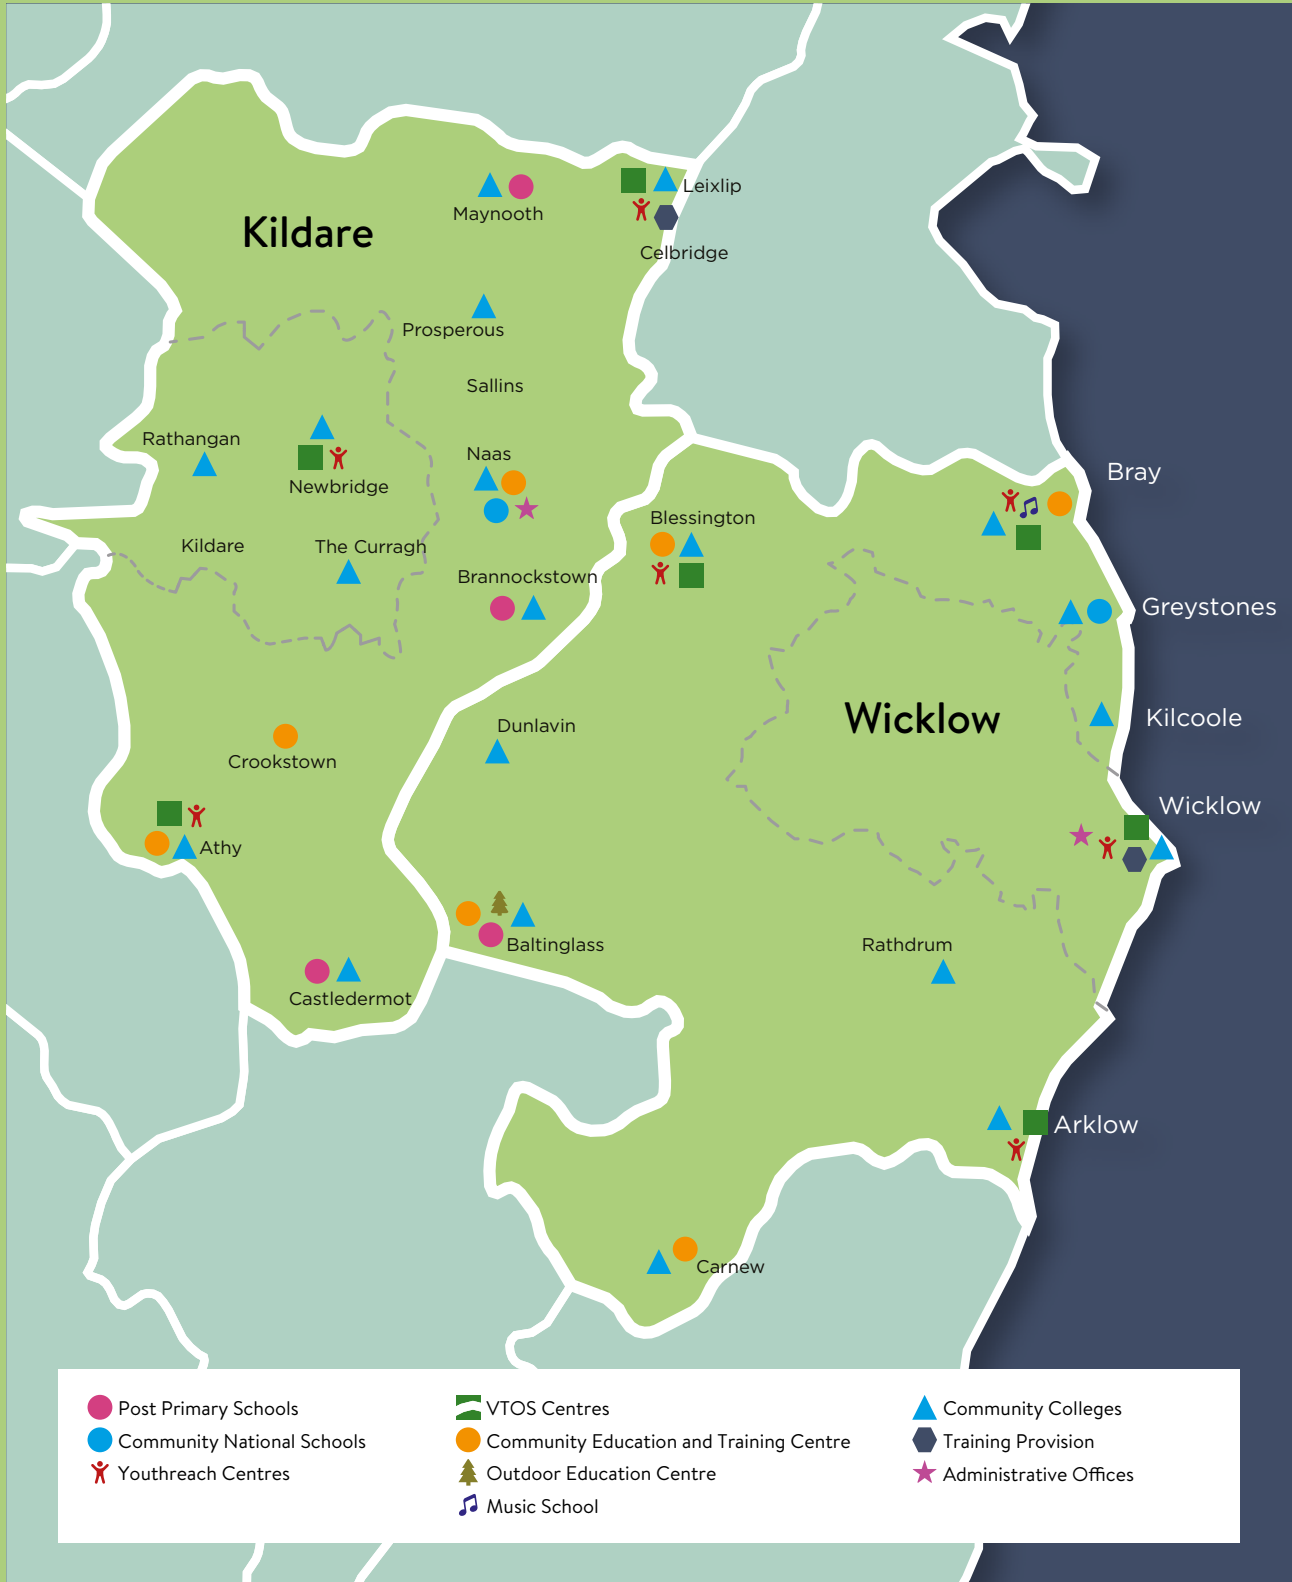 Leixlip
Maynooth
Kildare
Celbridge
Prosperous
Sallins
Rathangan
Naas
Bray
Newbridge
Blessington
Kildare
The Curragh
Brannockstown
Greystones
Wicklow
Kilcoole
Dunlavin
Crookstown
Wicklow
Athy
Baltinglass
Rathdrum
Castledermot
Arklow
Carnew
Post Primary Schools
Community National Schools
Youthreach Centres
VTOS Centres
Community Education and Training Centre
Outdoor Education Centre
Music School
Community Colleges
Training Provision
Administrative Offices